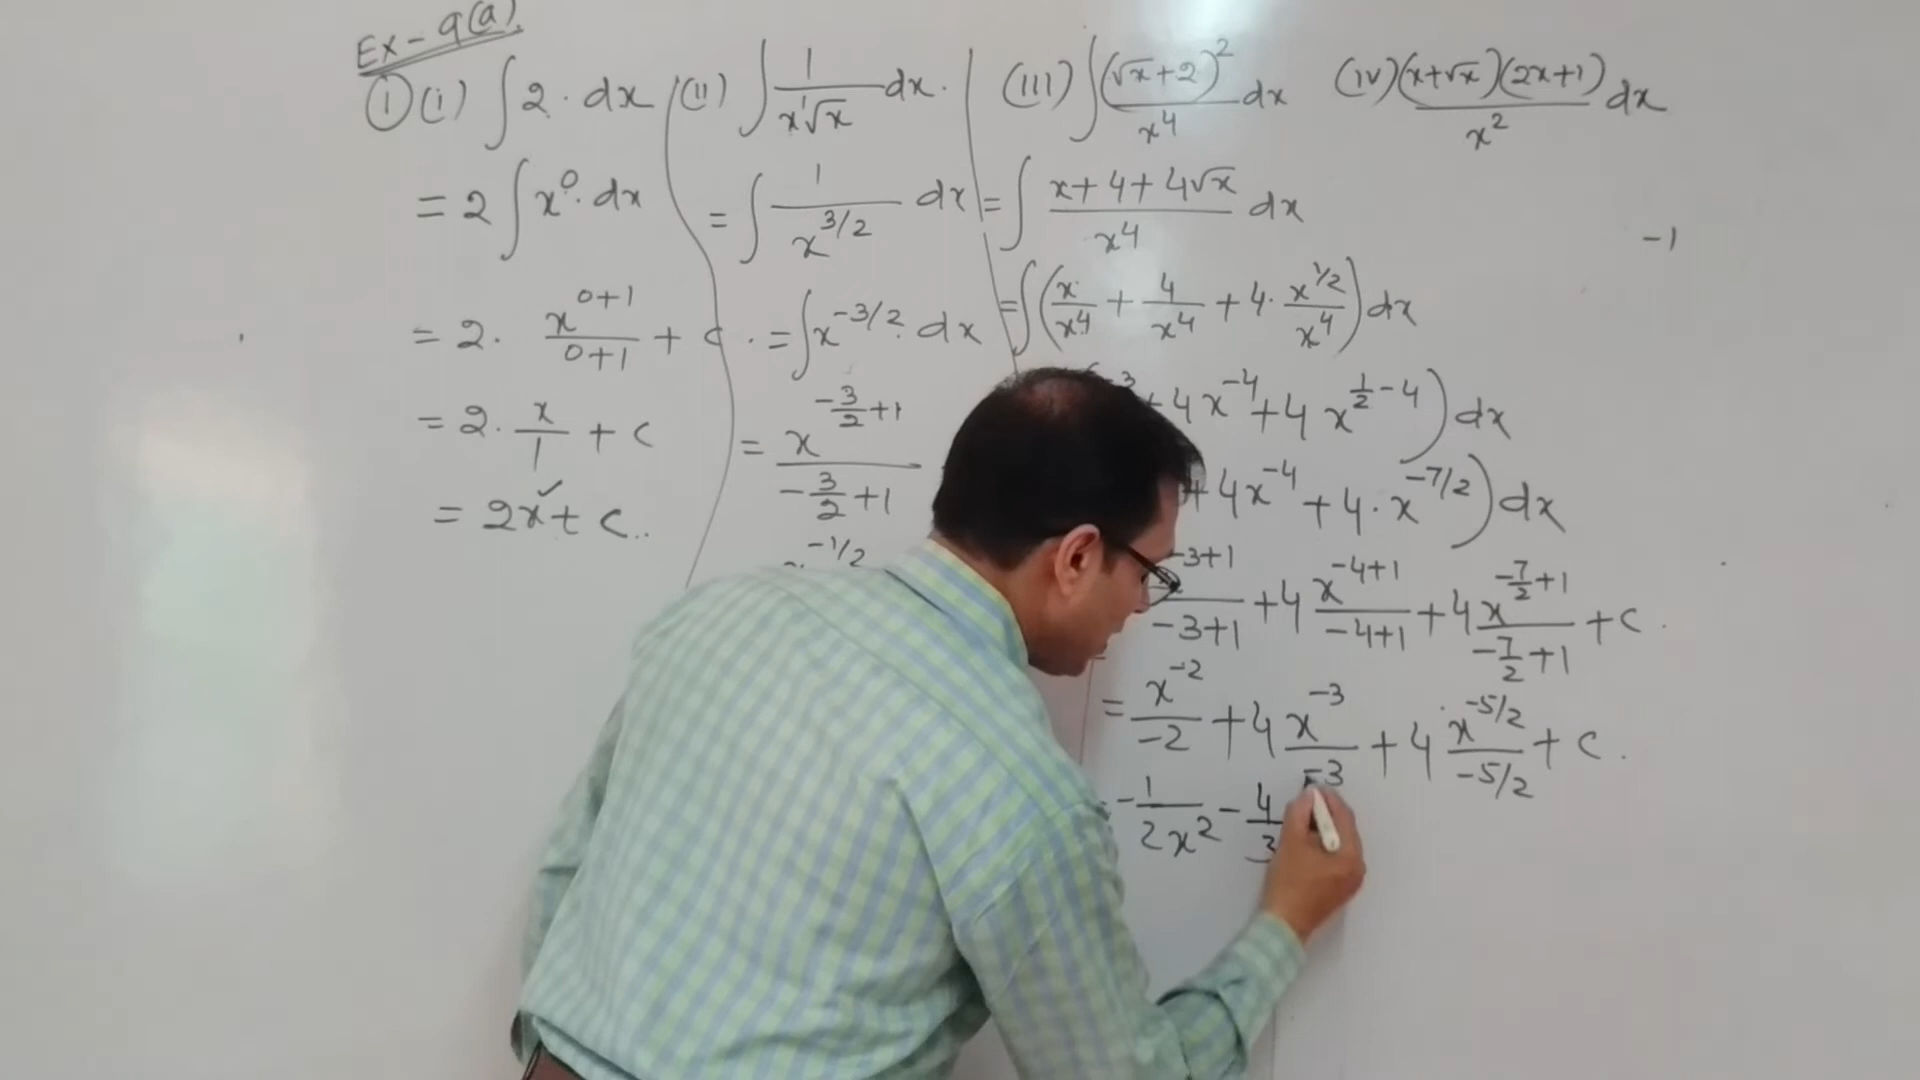 Ex - 9(a).
① (i) ∫ 2 · dx
= 2 ∫ x⁰ · dx
= 2 · x^(0+1) / (0+1) + c
= 2 · x/1 + c
= 2x + c..
(ii) ∫ 1 / (x¹√x) dx.
= ∫ 1 / x^(3/2) dx
= ∫ x^(-3/2) · dx
= x^(-3/2+1) / (-3/2+1)
-1/2
(iii) ∫ (√x+2)² / x⁴ dx
= ∫ (x + 4 + 4√x) / x⁴ dx
= ∫ (x/x⁴ + 4/x⁴ + 4 · x^(1/2)/x⁴) dx
+ 4x^(-4) + 4x^(1/2 - 4)) dx
+ 4x^(-4) + 4 · x^(-7/2)) dx
^(-3+1) / (-3+1) + 4 x^(-4+1) / (-4+1) + 4 x^(-7/2+1) / (-7/2+1) + c
= x^(-2) / -2 + 4 x^(-3) / -3 + 4 x^(-5/2) / (-5/2) + c.
- 1/(2x²) - 4/3
(iv) (x+√x)(2x+1) / x² dx
-1